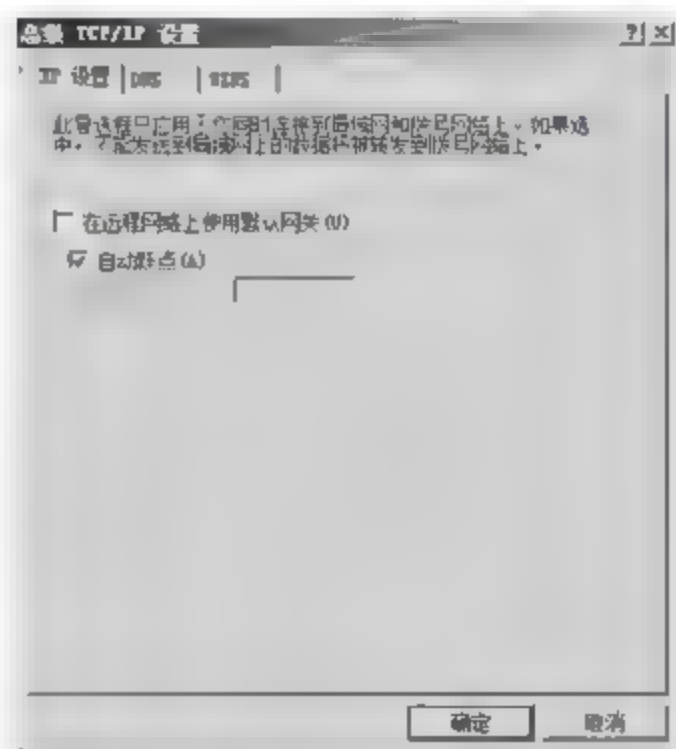 高级 TCP/IP 设置
IP 设置 DNS WINS
此复选框只应用于您同时连接到局域网和拨号网络上。如果选
中，不能发送到局域网上的数据将被转发到拨号网络上。
在远程网络上使用默认网关(U)
自动跃点(A)
确定 取消